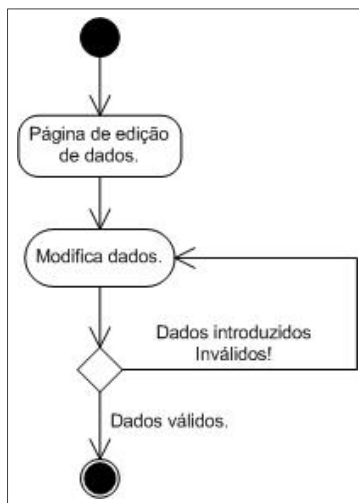 Página de edição
de dados.
Modifica dados.
Dados introduzidos
Inválidos!
Dados válidos.